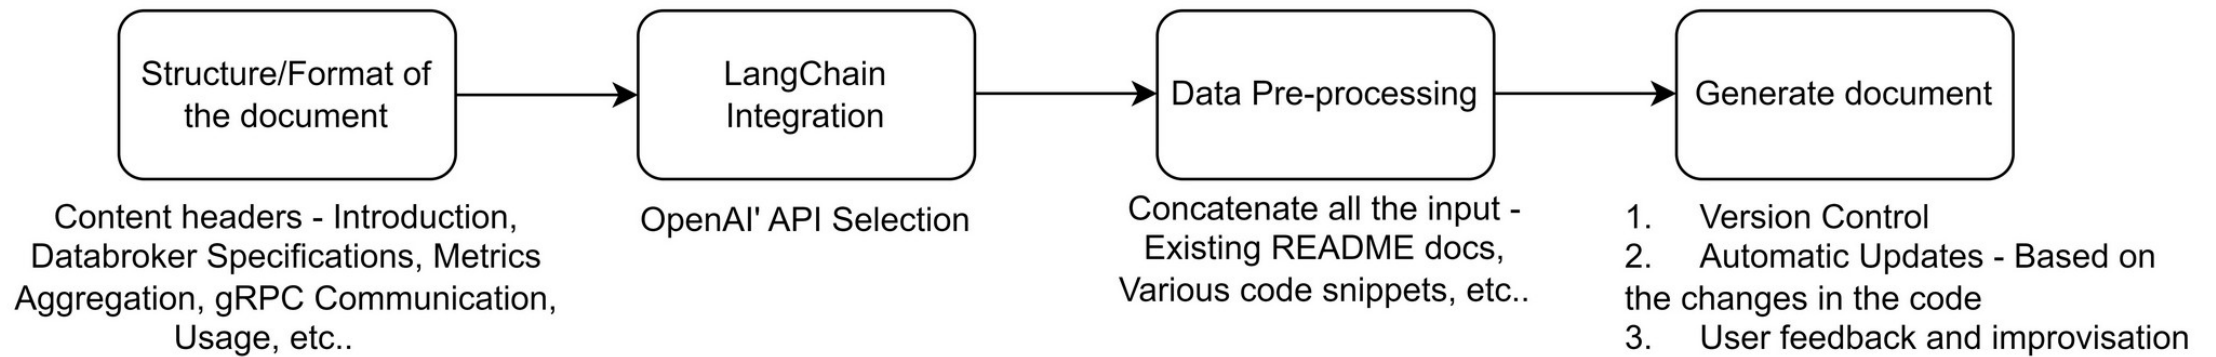 Structure/Format of
the document
LangChain
Integration
Data Pre-processing
Generate document
Content headers - Introduction,
Databroker Specifications, Metrics
Aggregation, gRPC Communication,
Usage, etc..
OpenAI' API Selection
Concatenate all the input -
Existing README docs,
Various code snippets, etc..
1. Version Control
2. Automatic Updates - Based on
the changes in the code
3. User feedback and improvisation